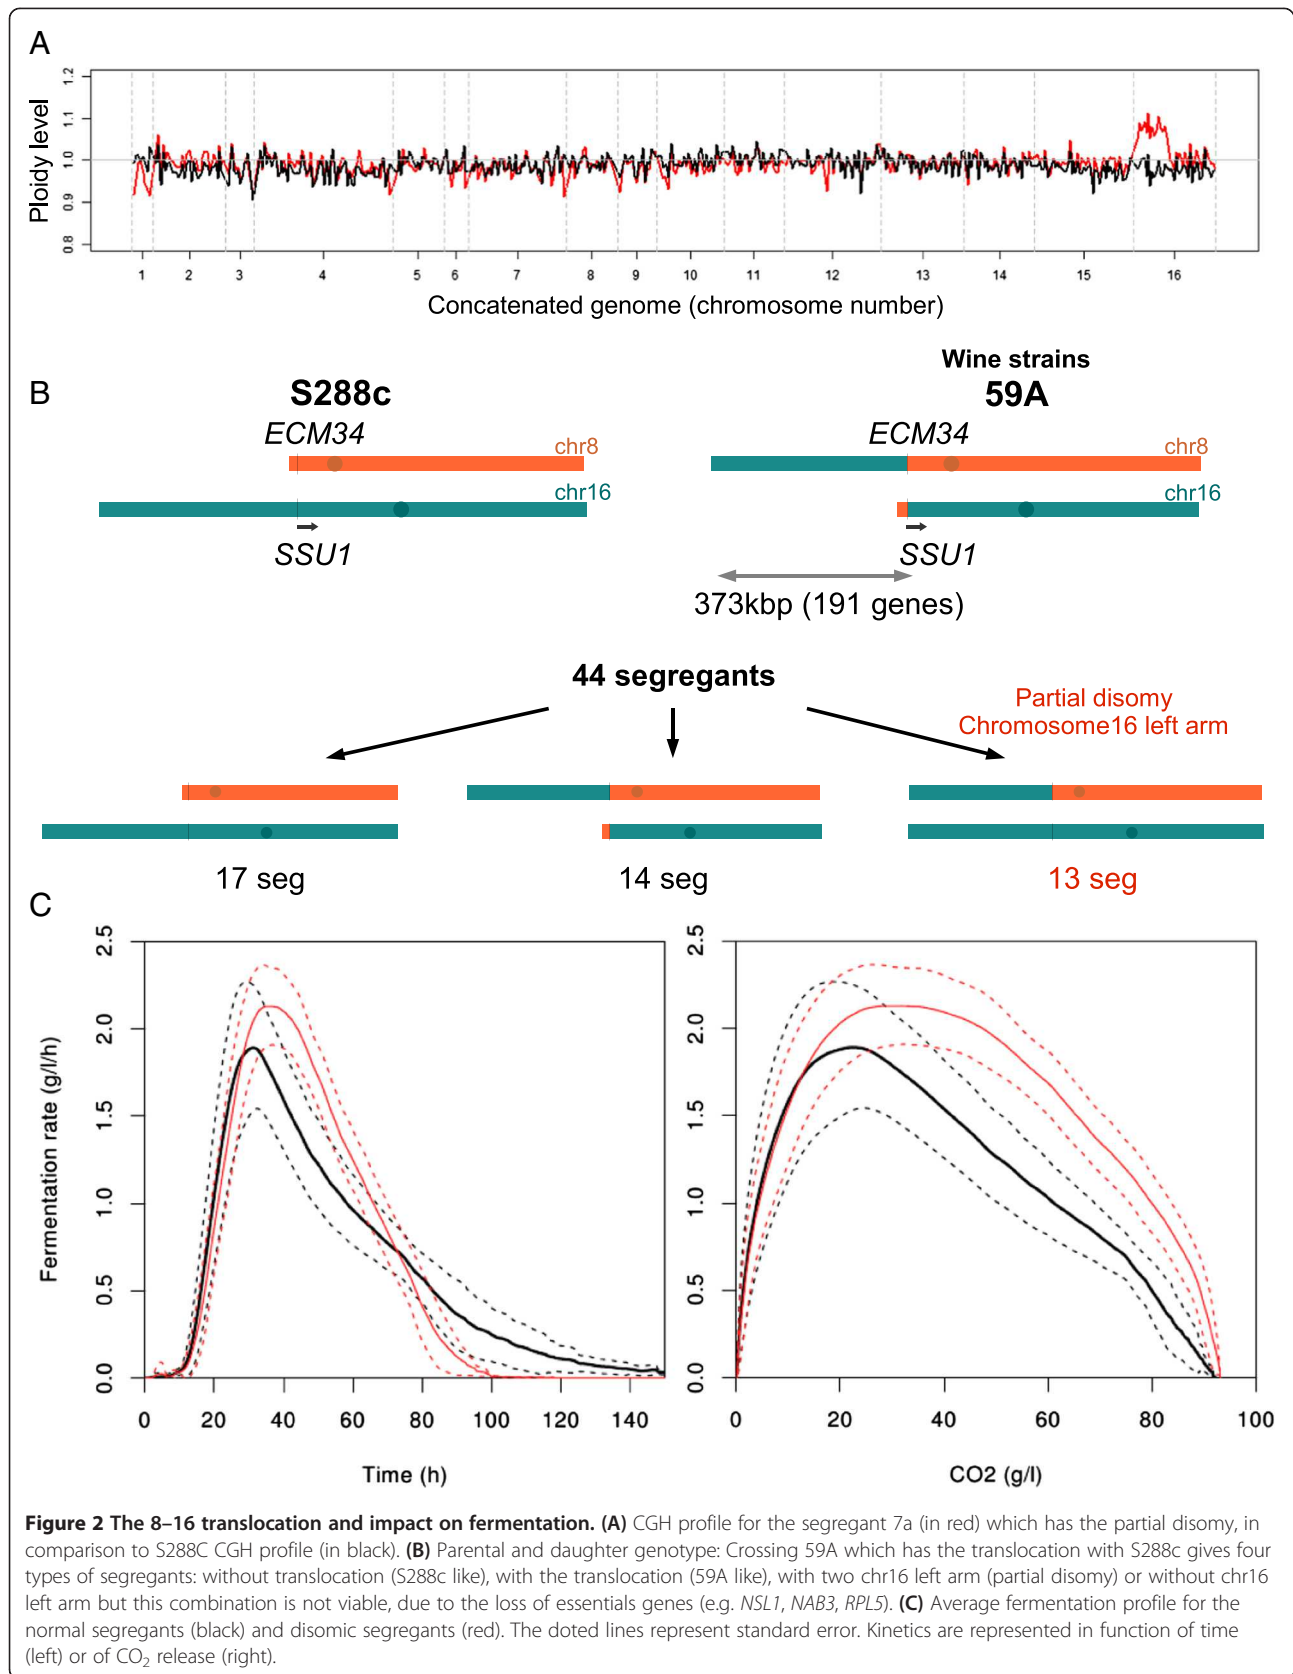 A
Ploidy level
1.2
1.1
1.0
0.9
0.8
1 2 3 4 5 6 7 8 9 10 11 12 13 14 15 16
Concatenated genome (chromosome number)
B
S288c
Wine strains
59A
ECM34
chr8
chr16
SSU1
ECM34
chr8
chr16
SSU1
373kbp (191 genes)
44 segregants
Partial disomy
Chromosome16 left arm
17 seg
14 seg
13 seg
C
Fermentation rate (g/l/h)
2.5
2.0
1.5
1.0
0.5
0.0
0 20 40 60 80 100 120 140
Time (h)
2.5
2.0
1.5
1.0
0.5
0.0
0 20 40 60 80 100
CO2 (g/l)
Figure 2 The 8–16 translocation and impact on fermentation. (A) CGH profile for the segregant 7a (in red) which has the partial disomy, in
comparison to S288C CGH profile (in black). (B) Parental and daughter genotype: Crossing 59A which has the translocation with S288c gives four
types of segregants: without translocation (S288c like), with the translocation (59A like), with two chr16 left arm (partial disomy) or without chr16
left arm but this combination is not viable, due to the loss of essentials genes (e.g. NSL1, NAB3, RPL5). (C) Average fermentation profile for the
normal segregants (black) and disomic segregants (red). The doted lines represent standard error. Kinetics are represented in function of time
(left) or of CO₂ release (right).